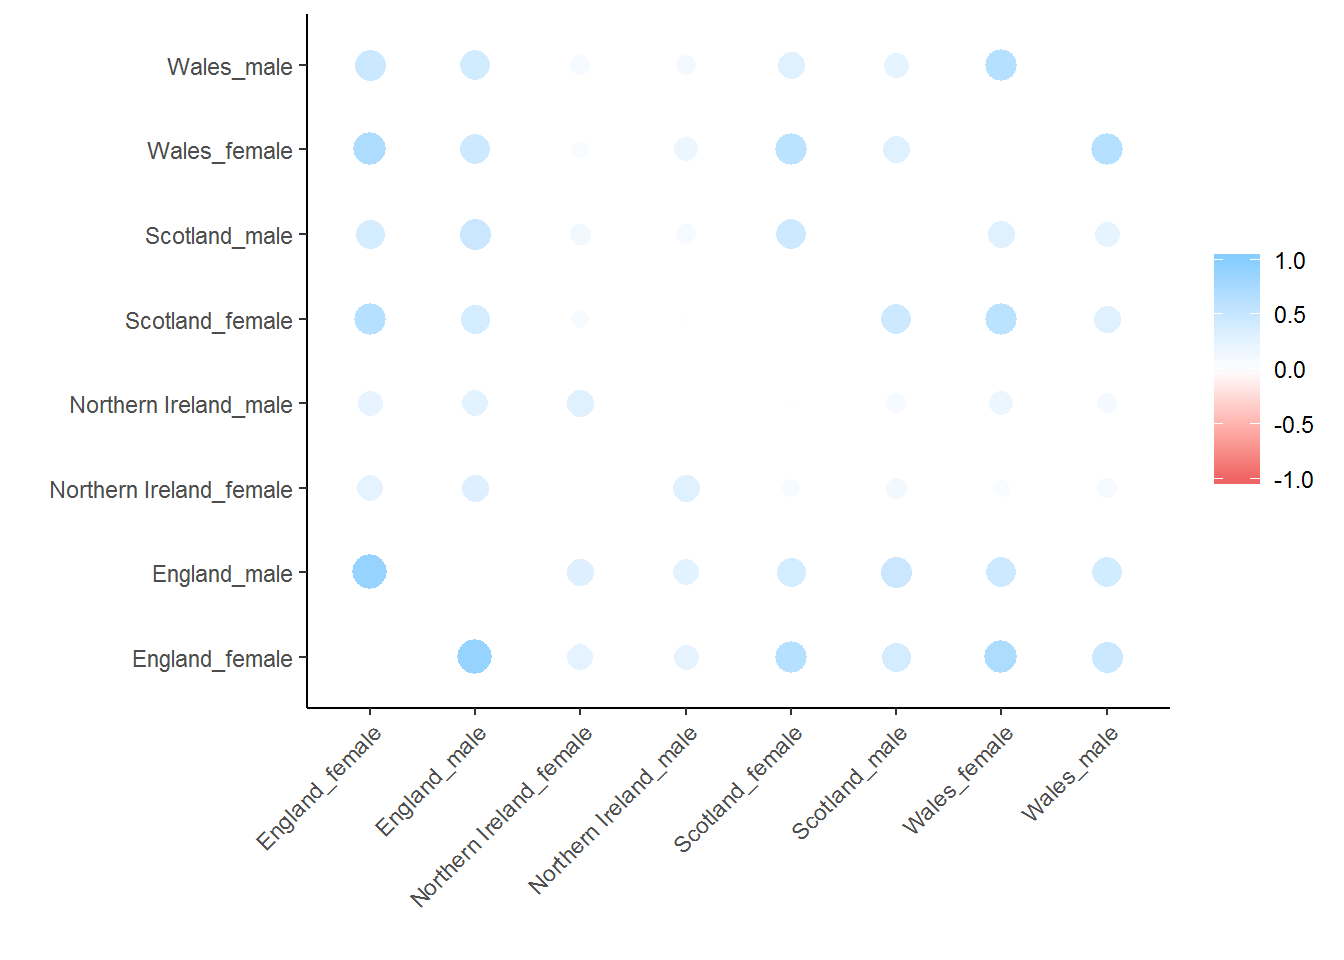 Wales_male
Wales_female
Scotland_male
Scotland_female
Northern Ireland_male
Northern Ireland_female
England_male
England_female
England_female
England_male
Northern Ireland_female
Northern Ireland_male
Scotland_female
Scotland_male
Wales_female
Wales_male
1.0
0.5
0.0
-0.5
-1.0